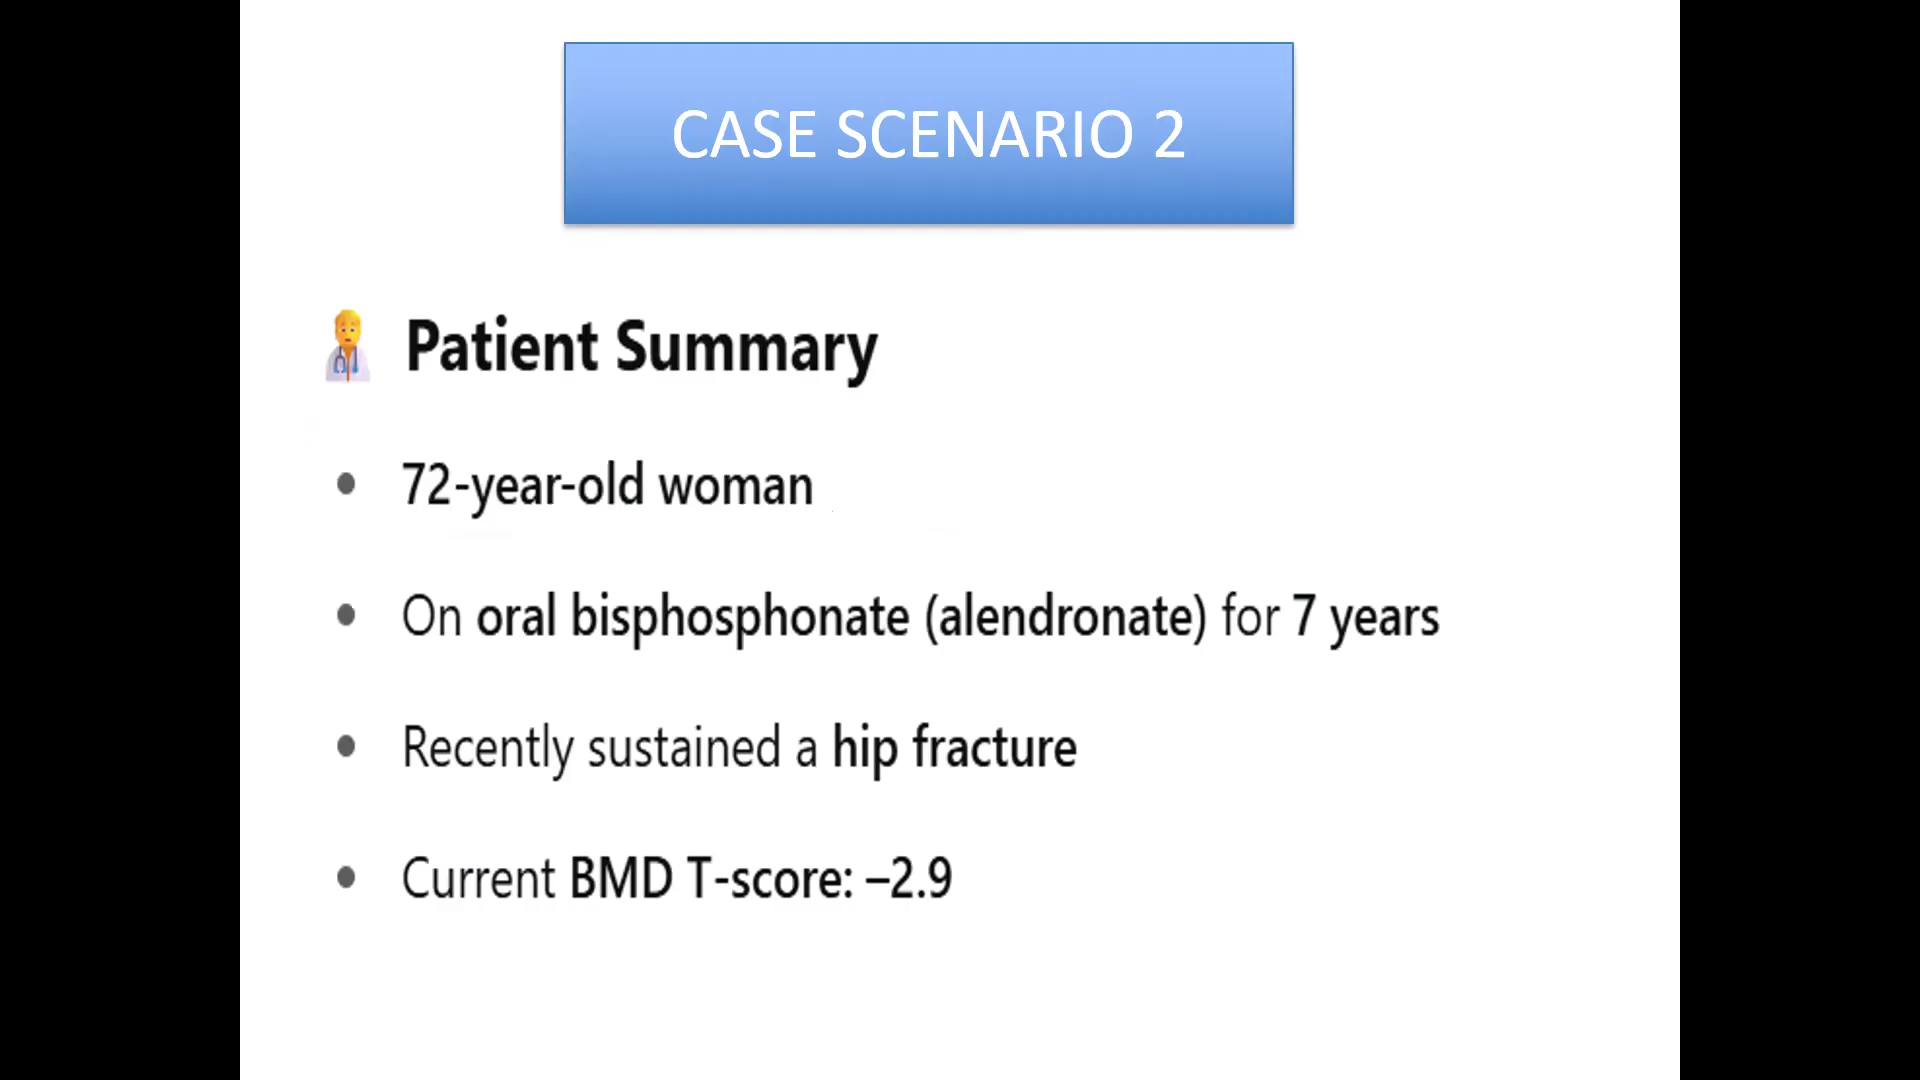 CASE SCENARIO 2
Patient Summary
• 72-year-old woman
• On oral bisphosphonate (alendronate) for 7 years
• Recently sustained a hip fracture
• Current BMD T-score: –2.9